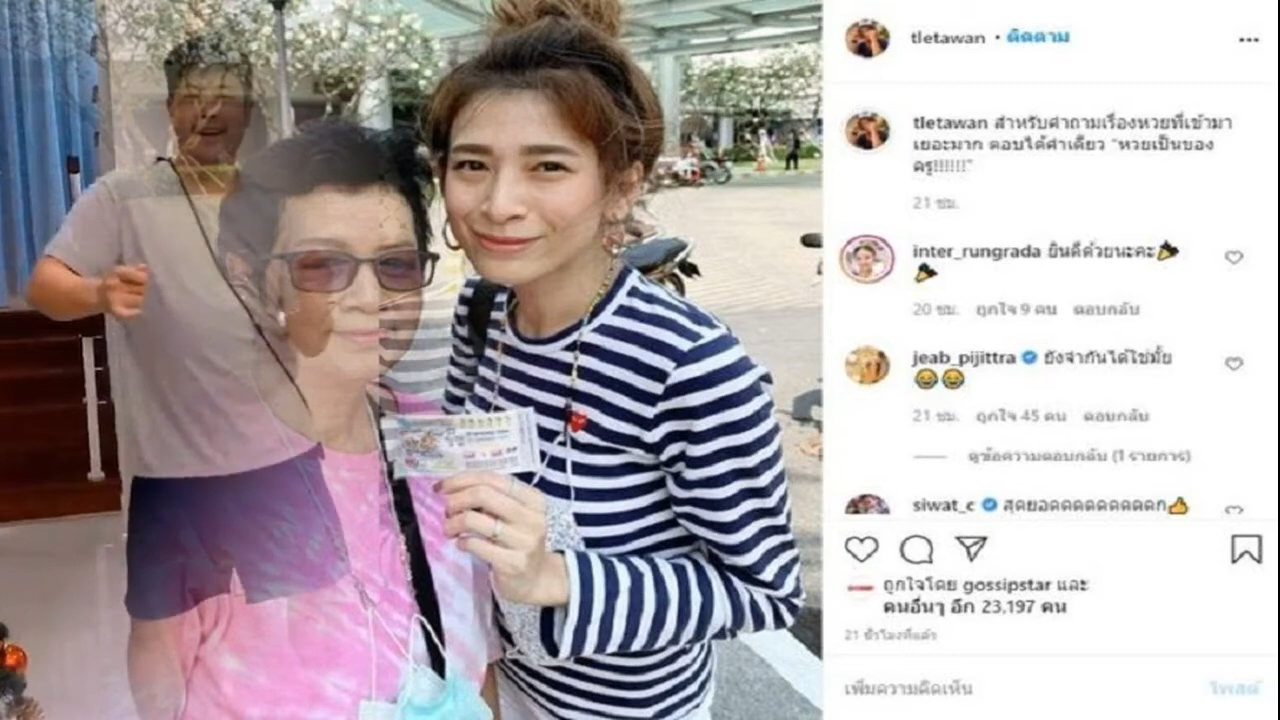 tletawan • ติดตาม
tletawan สำหรับคำถามเรื่องหวยที่เข้ามา
เยอะมาก ตอบได้คำเดียว "หวยเป็นของ
ครู!!!!!!"
21 ชม.
inter_rungrada ยินดีด้วยนะคะ🎉
🎉
20 ชม. ถูกใจ 9 คน ตอบกลับ
jeab_pijittra ยังจำกันได้ใช่มั้ย
😂😂
21 ชม. ถูกใจ 45 คน ตอบกลับ
ดูข้อความตอบกลับ (1 รายการ)
siwat_c สุดยอดดดดดดดดดก👍
ถูกใจโดย gossipstar และ
คนอื่นๆ อีก 23,197 คน
21 ชั่วโมงที่แล้ว
เพิ่มความคิดเห็น
โพสต์